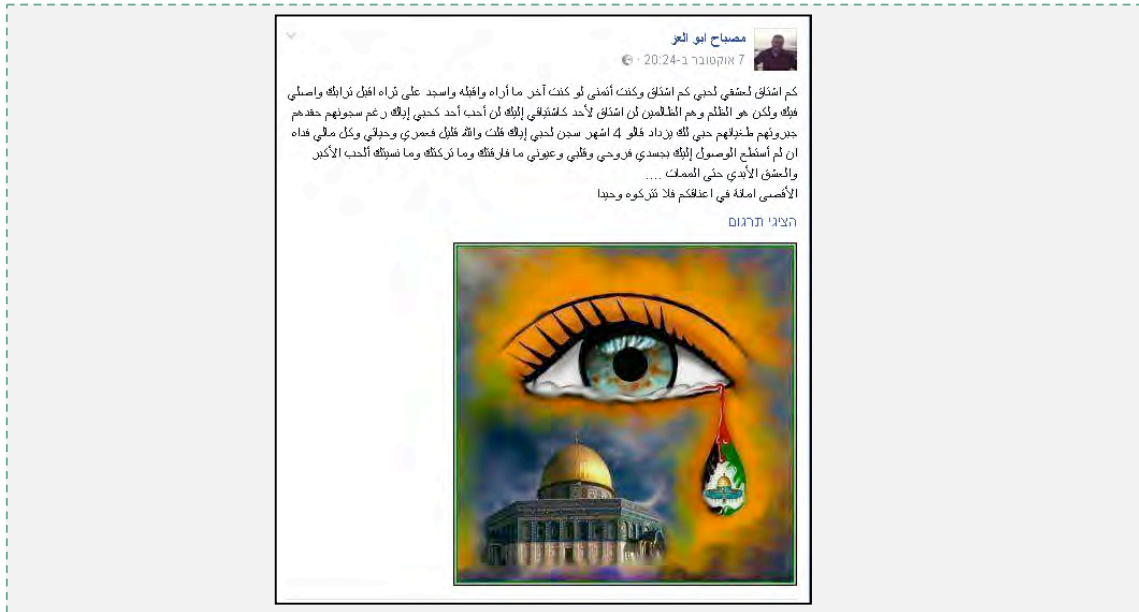 مصباح ابو العز
7 אוקטובר ב-20:24 ·
كم اشتاق لعشقي لحبي كم اشتاق وكنت أتمنى لو كنت آخر ما أراه واقبله واسجد على ثراه اقبل ترابك واصلي
فيك ولكن هو الظلم وهم الظالمين لن اشتاق لأحد كاشتياقي إليك لن أحب أحد كحبي إياك رغم سجونهم حقدهم
جبروتهم طغيانهم حبي لك يزداد قالو 4 اشهر سجن لحبي إياك قلت والله قليل فعمري وحياتي وكل مالي فداه
ان لم أستطع الوصول إليك بجسدي فروحي وقلبي وعيوني ما فارقتك وما تركتك وما نسيتك ألحب الأكبر
والعشق الأبدي حتى الممات ....
الأقصى امانة في اعناقكم فلا تتركوه وحيدا
הציגי תרגום